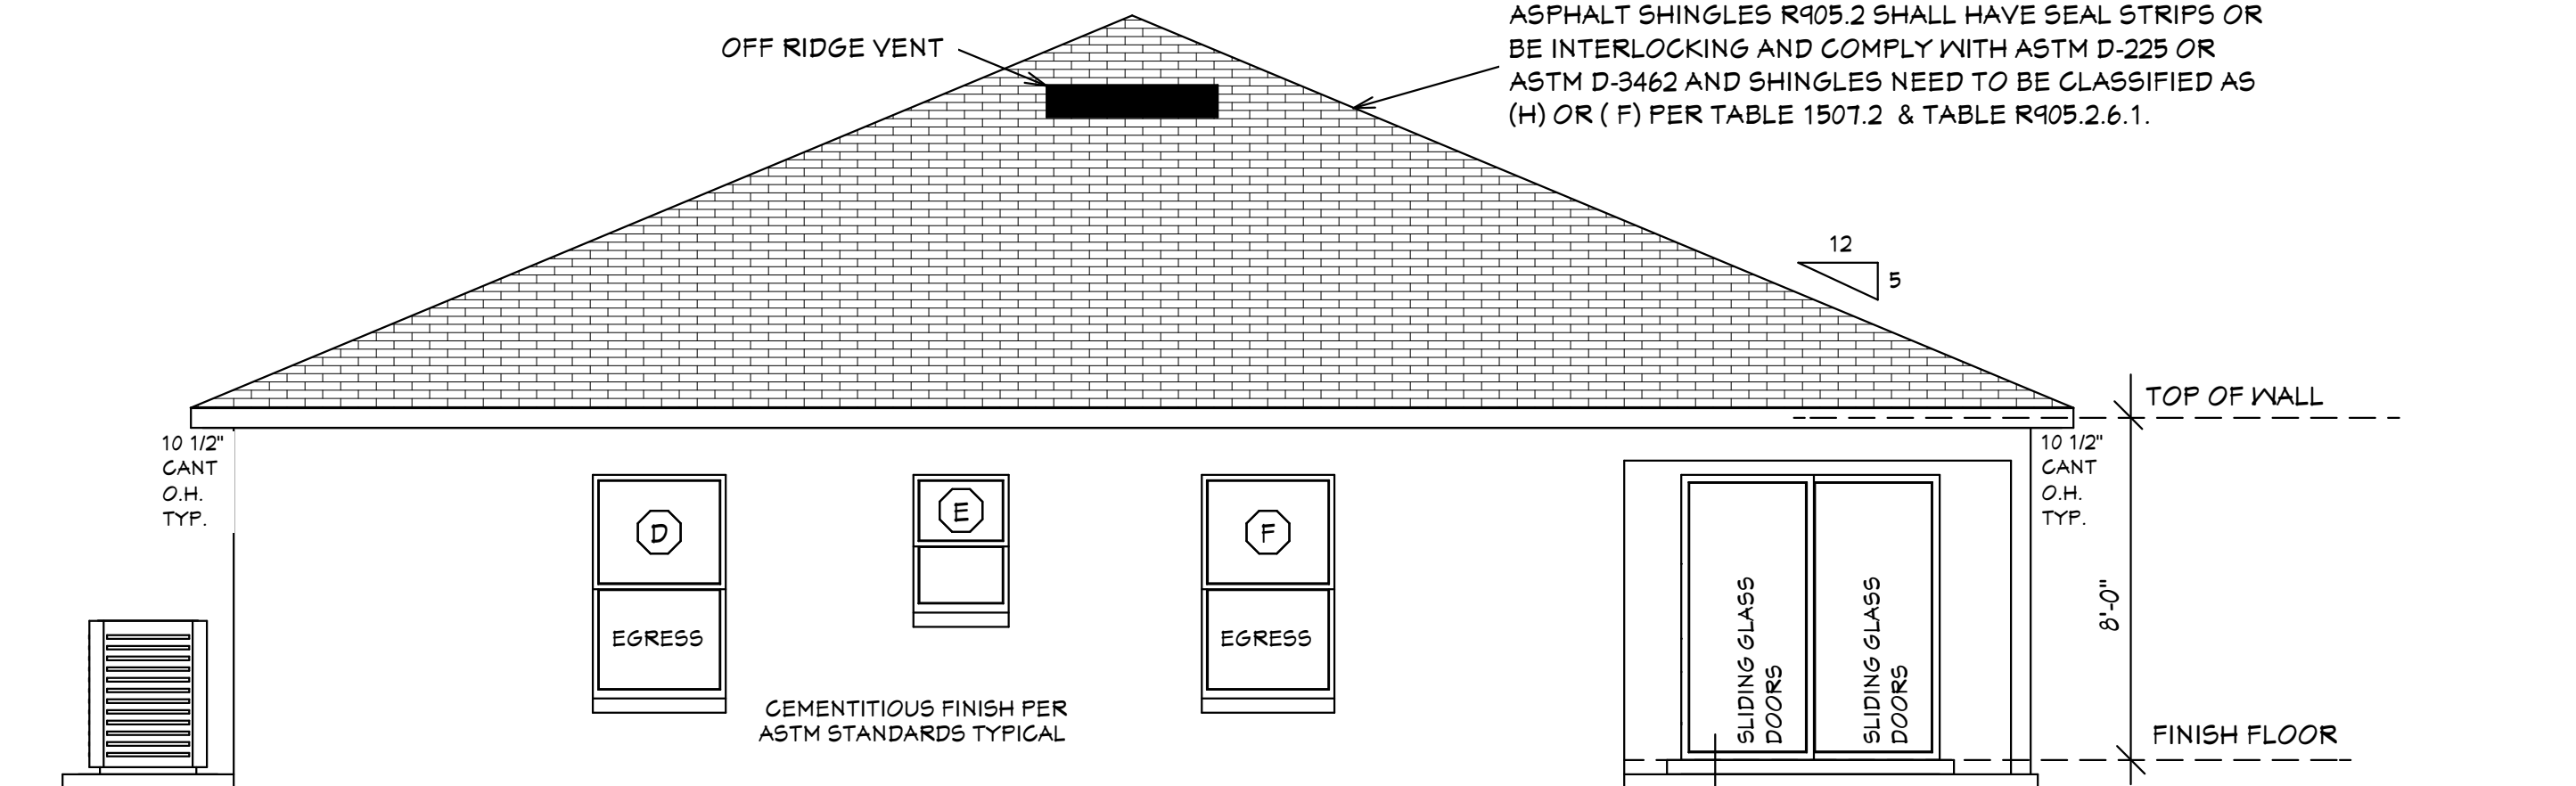 OFF RIDGE VENT
ASPHALT SHINGLES R905.2 SHALL HAVE SEAL STRIPS OR
BE INTERLOCKING AND COMPLY WITH ASTM D-225 OR
ASTM D-3462 AND SHINGLES NEED TO BE CLASSIFIED AS
(H) OR ( F) PER TABLE 1507.2 & TABLE R905.2.6.1.
12
5
TOP OF WALL
10 1/2"
CANT
O.H.
TYP.
10 1/2"
CANT
O.H.
TYP.
D
E
F
EGRESS
EGRESS
SLIDING GLASS
DOORS
SLIDING GLASS
DOORS
8'-0"
CEMENTITIOUS FINISH PER
ASTM STANDARDS TYPICAL
FINISH FLOOR